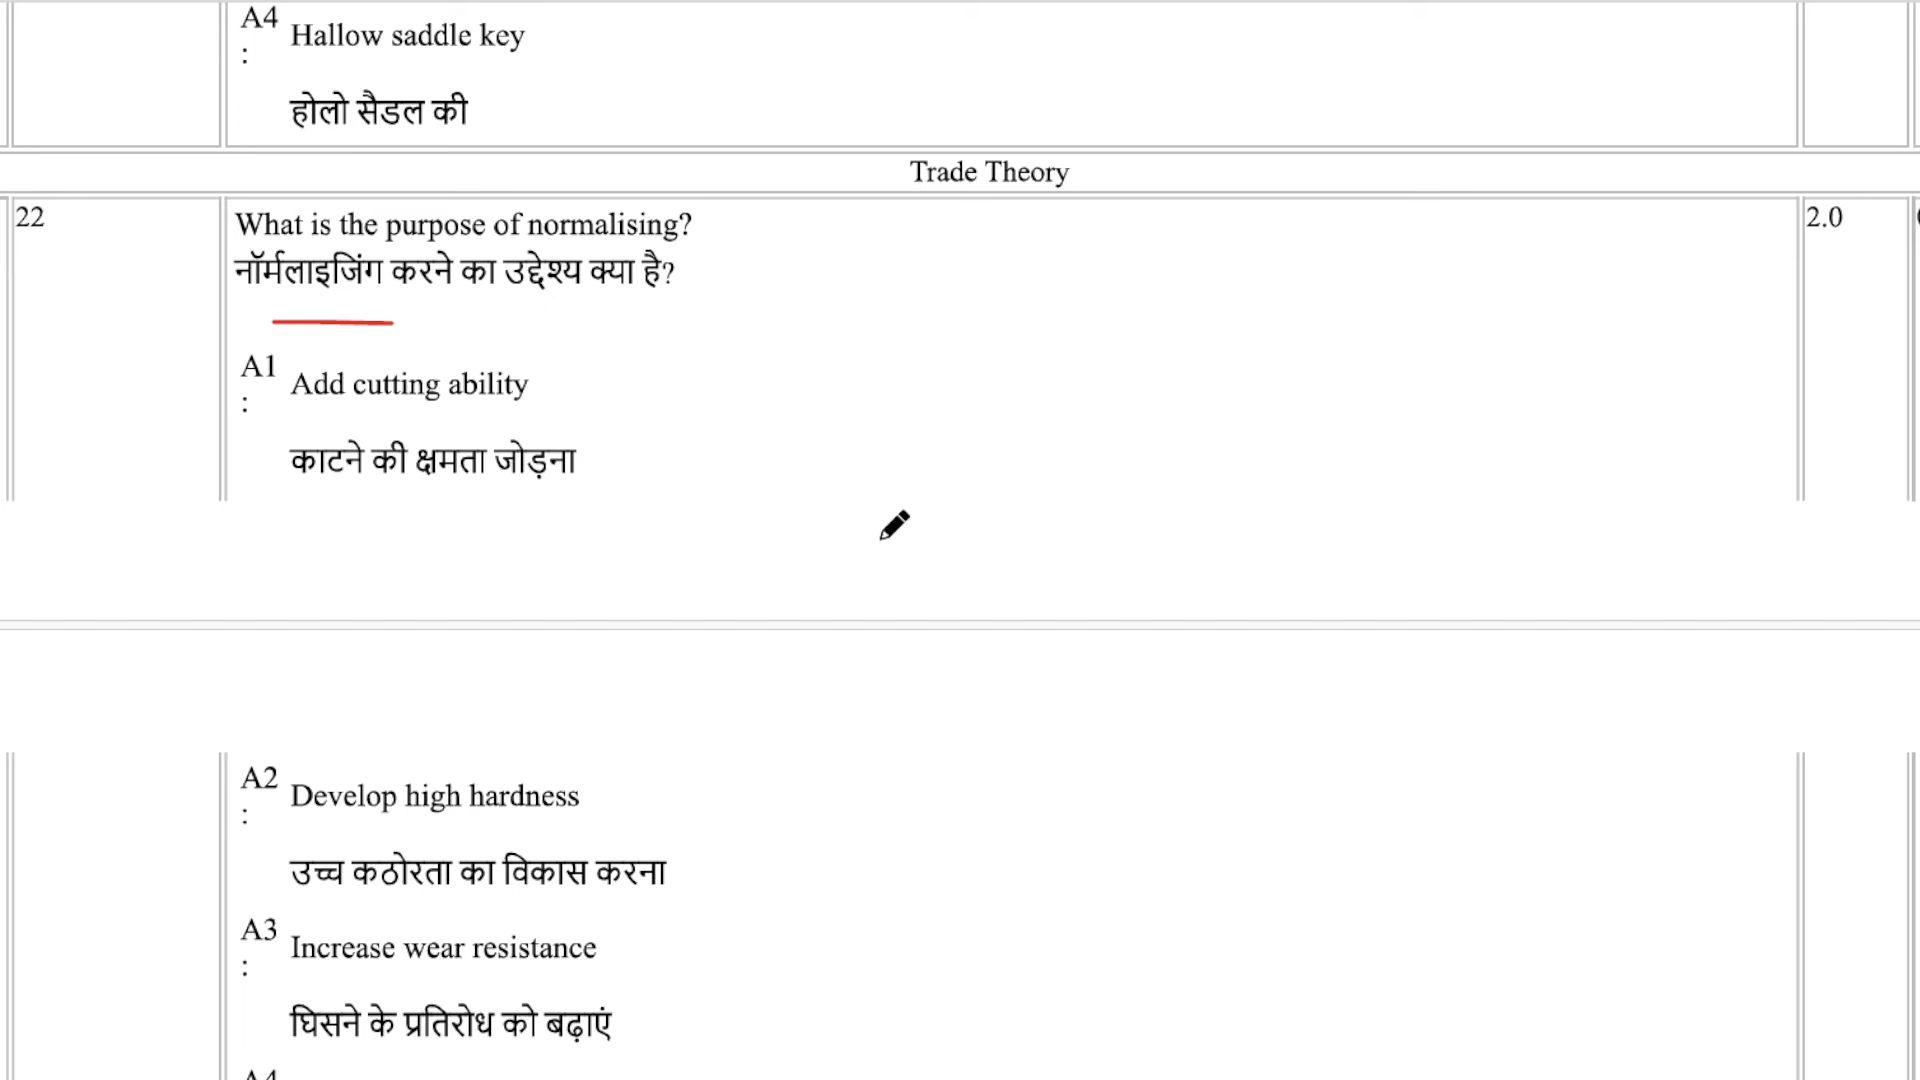 A4
:
Hallow saddle key
होलो सैडल की
Trade Theory
22
What is the purpose of normalising?
2.0
नॉर्मलाइजिंग करने का उद्देश्य क्या है?
A1
:
Add cutting ability
काटने की क्षमता जोड़ना
A2
:
Develop high hardness
उच्च कठोरता का विकास करना
A3
:
Increase wear resistance
घिसने के प्रतिरोध को बढ़ाएं
A4